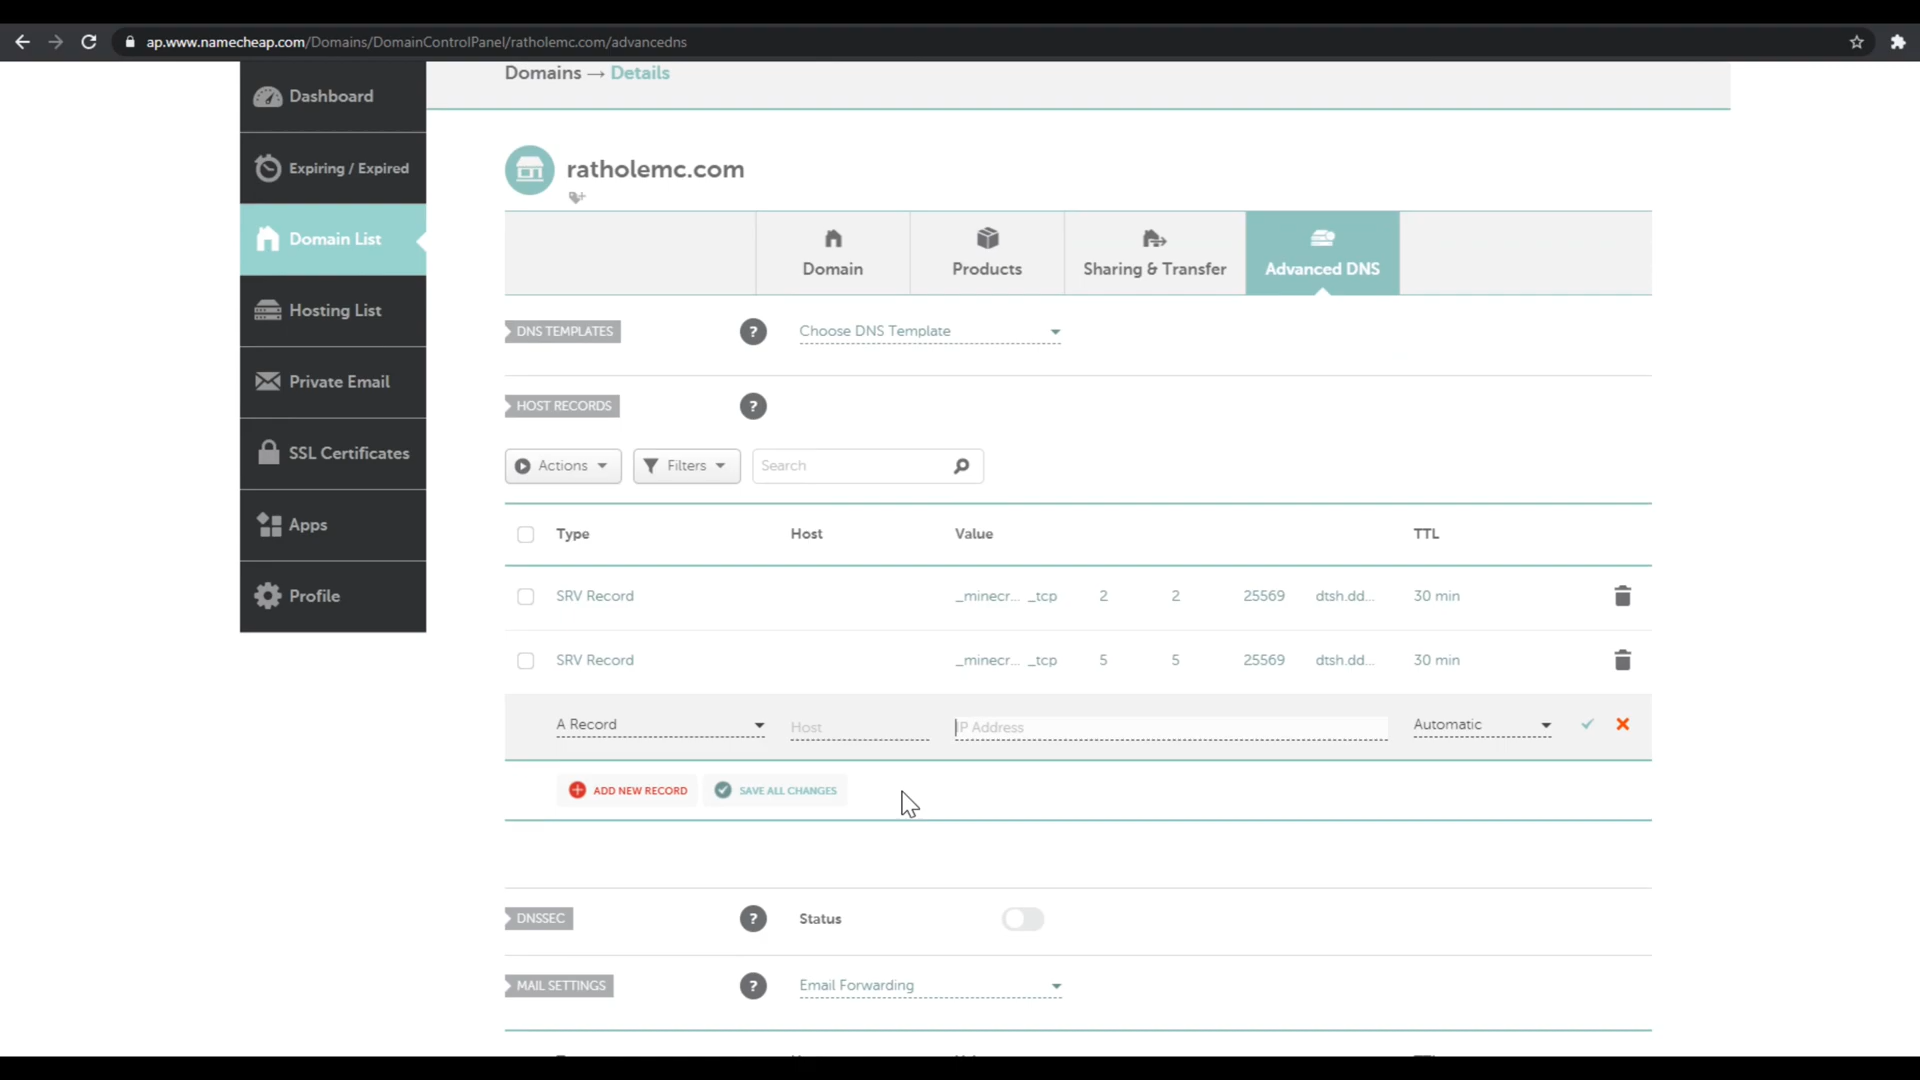 ap.www.namecheap.com/Domains/DomainControlPanel/ratholemc.com/advancedns
Domains → Details
Dashboard
Expiring / Expired
Domain List
Hosting List
Private Email
SSL Certificates
Apps
Profile
ratholemc.com
Domain
Products
Sharing & Transfer
Advanced DNS
DNS TEMPLATES ? Choose DNS Template
HOST RECORDS ?
Actions Filters Search
Type Host Value TTL
SRV Record _minecr... _tcp 2 2 25569 dtsh.dd... 30 min
SRV Record _minecr... _tcp 5 5 25569 dtsh.dd... 30 min
A Record Host IP Address Automatic
ADD NEW RECORD SAVE ALL CHANGES
DNSSEC ? Status
MAIL SETTINGS ? Email Forwarding